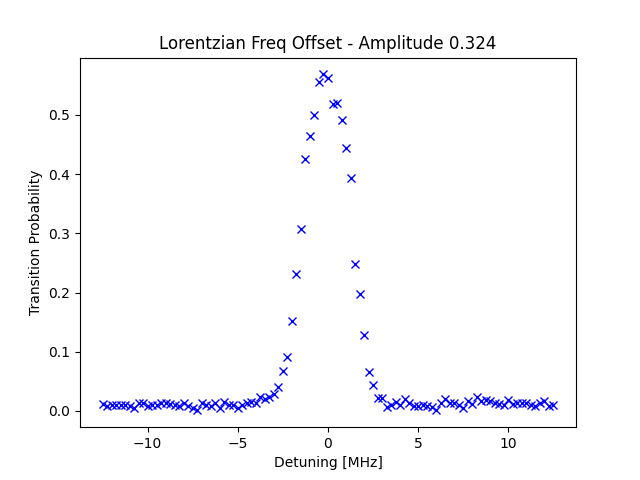 Lorentzian Freq Offset - Amplitude 0.324
Transition Probability
0.5
0.4
0.3
0.2
0.1
0.0
−10 −5 0 5 10
Detuning [MHz]